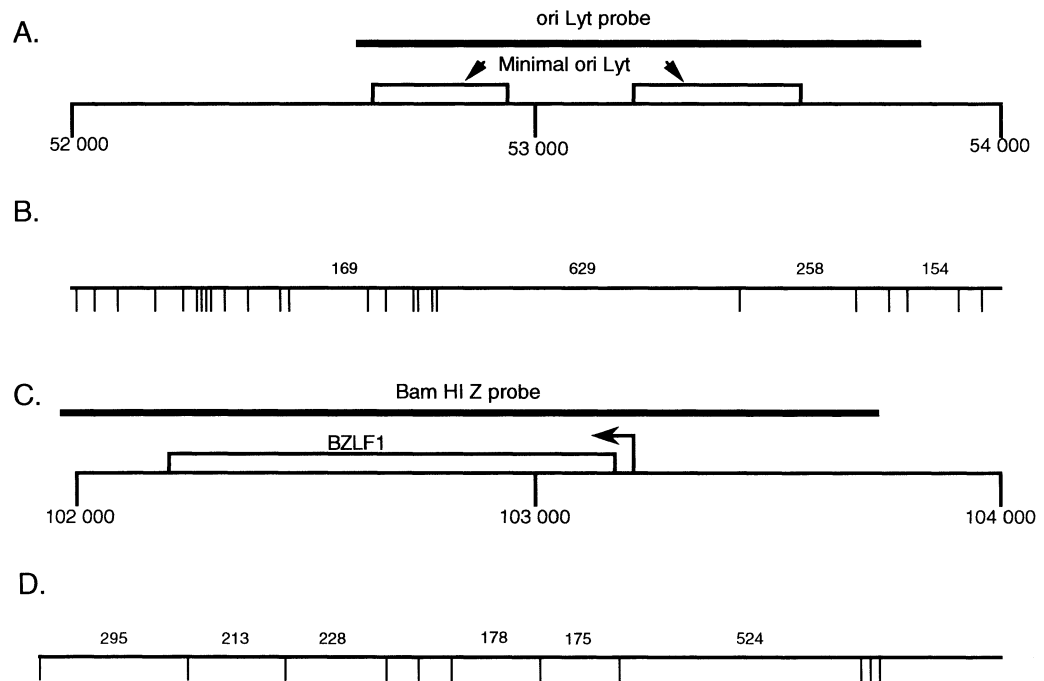 A.
ori Lyt probe
Minimal ori Lyt
52 000
53 000
54 000
B.
169
629
258
154
C.
Bam HI Z probe
BZLF1
102 000
103 000
104 000
D.
295
213
228
178
175
524